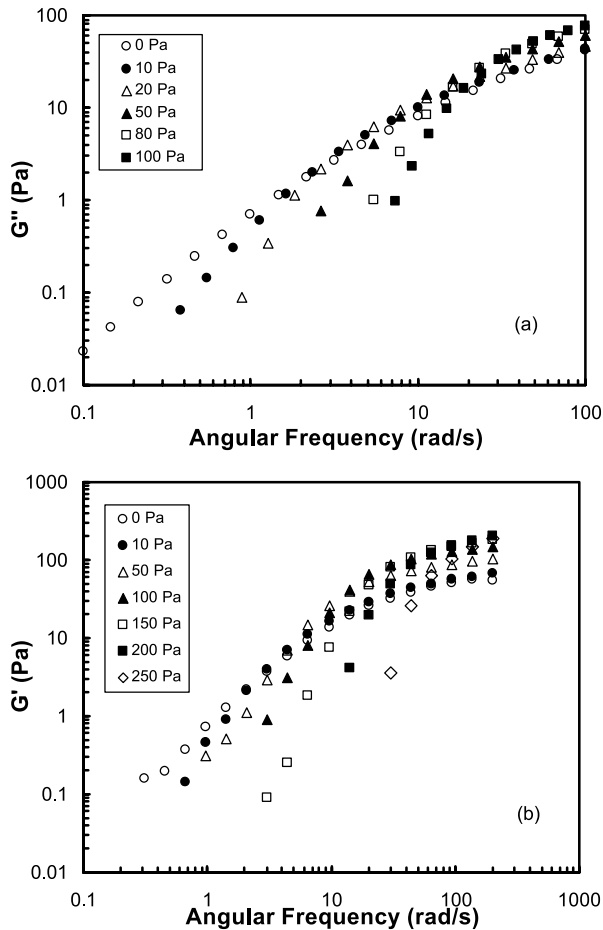 100
10
1
0.1
0.01
G" (Pa)
0 Pa
10 Pa
20 Pa
50 Pa
80 Pa
100 Pa
(a)
0.1
1
10
100
Angular Frequency (rad/s)
1000
100
10
1
0.1
0.01
G' (Pa)
0 Pa
10 Pa
50 Pa
100 Pa
150 Pa
200 Pa
250 Pa
(b)
0.1
1
10
100
1000
Angular Frequency (rad/s)